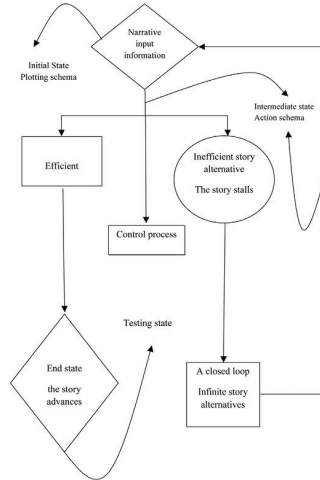 Narrative
input
information
Initial State
Plotting schema
Intermediate state
Action schema
Efficient
Inefficient story
alternative
The story stalls
Control process
Testing state
End state
the story
advances
A closed loop
Infinite story
alternatives